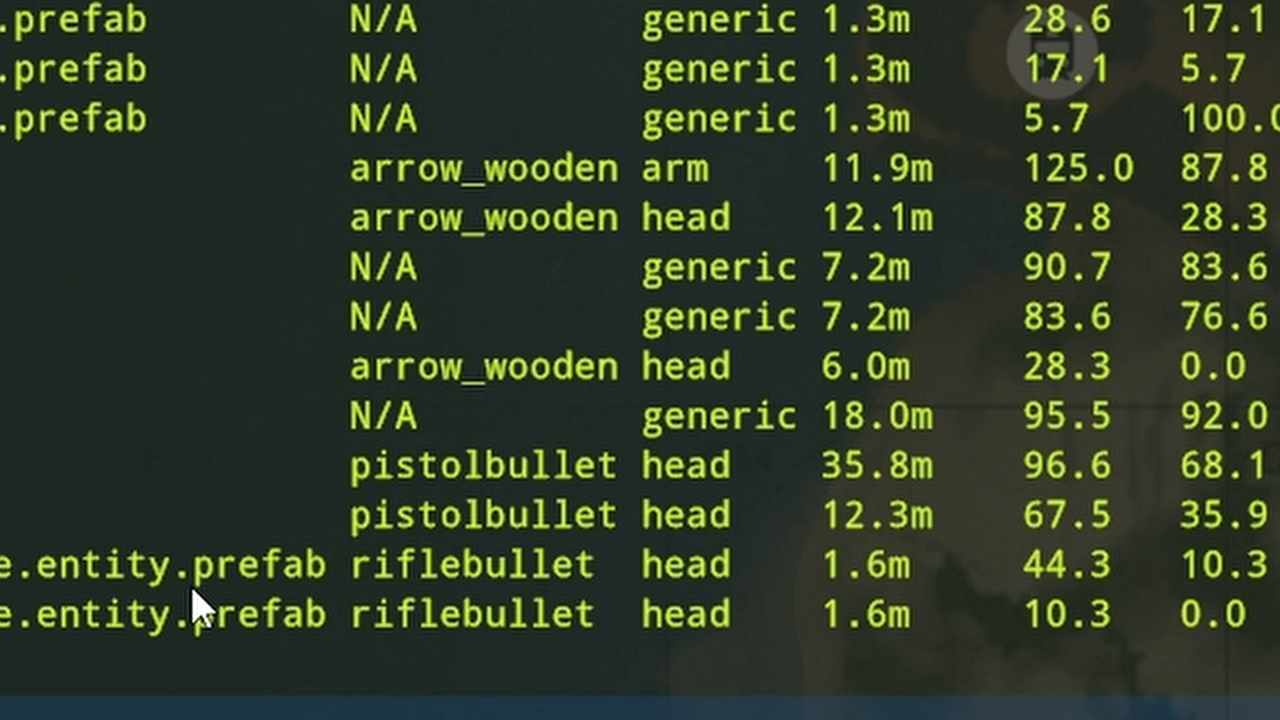 .prefab N/A generic 1.3m 28.6 17.1
.prefab N/A generic 1.3m 17.1 5.7
.prefab N/A generic 1.3m 5.7 100.0
arrow_wooden arm 11.9m 125.0 87.8
arrow_wooden head 12.1m 87.8 28.3
N/A generic 7.2m 90.7 83.6
N/A generic 7.2m 83.6 76.6
arrow_wooden head 6.0m 28.3 0.0
N/A generic 18.0m 95.5 92.0
pistolbullet head 35.8m 96.6 68.1
pistolbullet head 12.3m 67.5 35.9
e.entity.prefab riflebullet head 1.6m 44.3 10.3
e.entity.prefab riflebullet head 1.6m 10.3 0.0